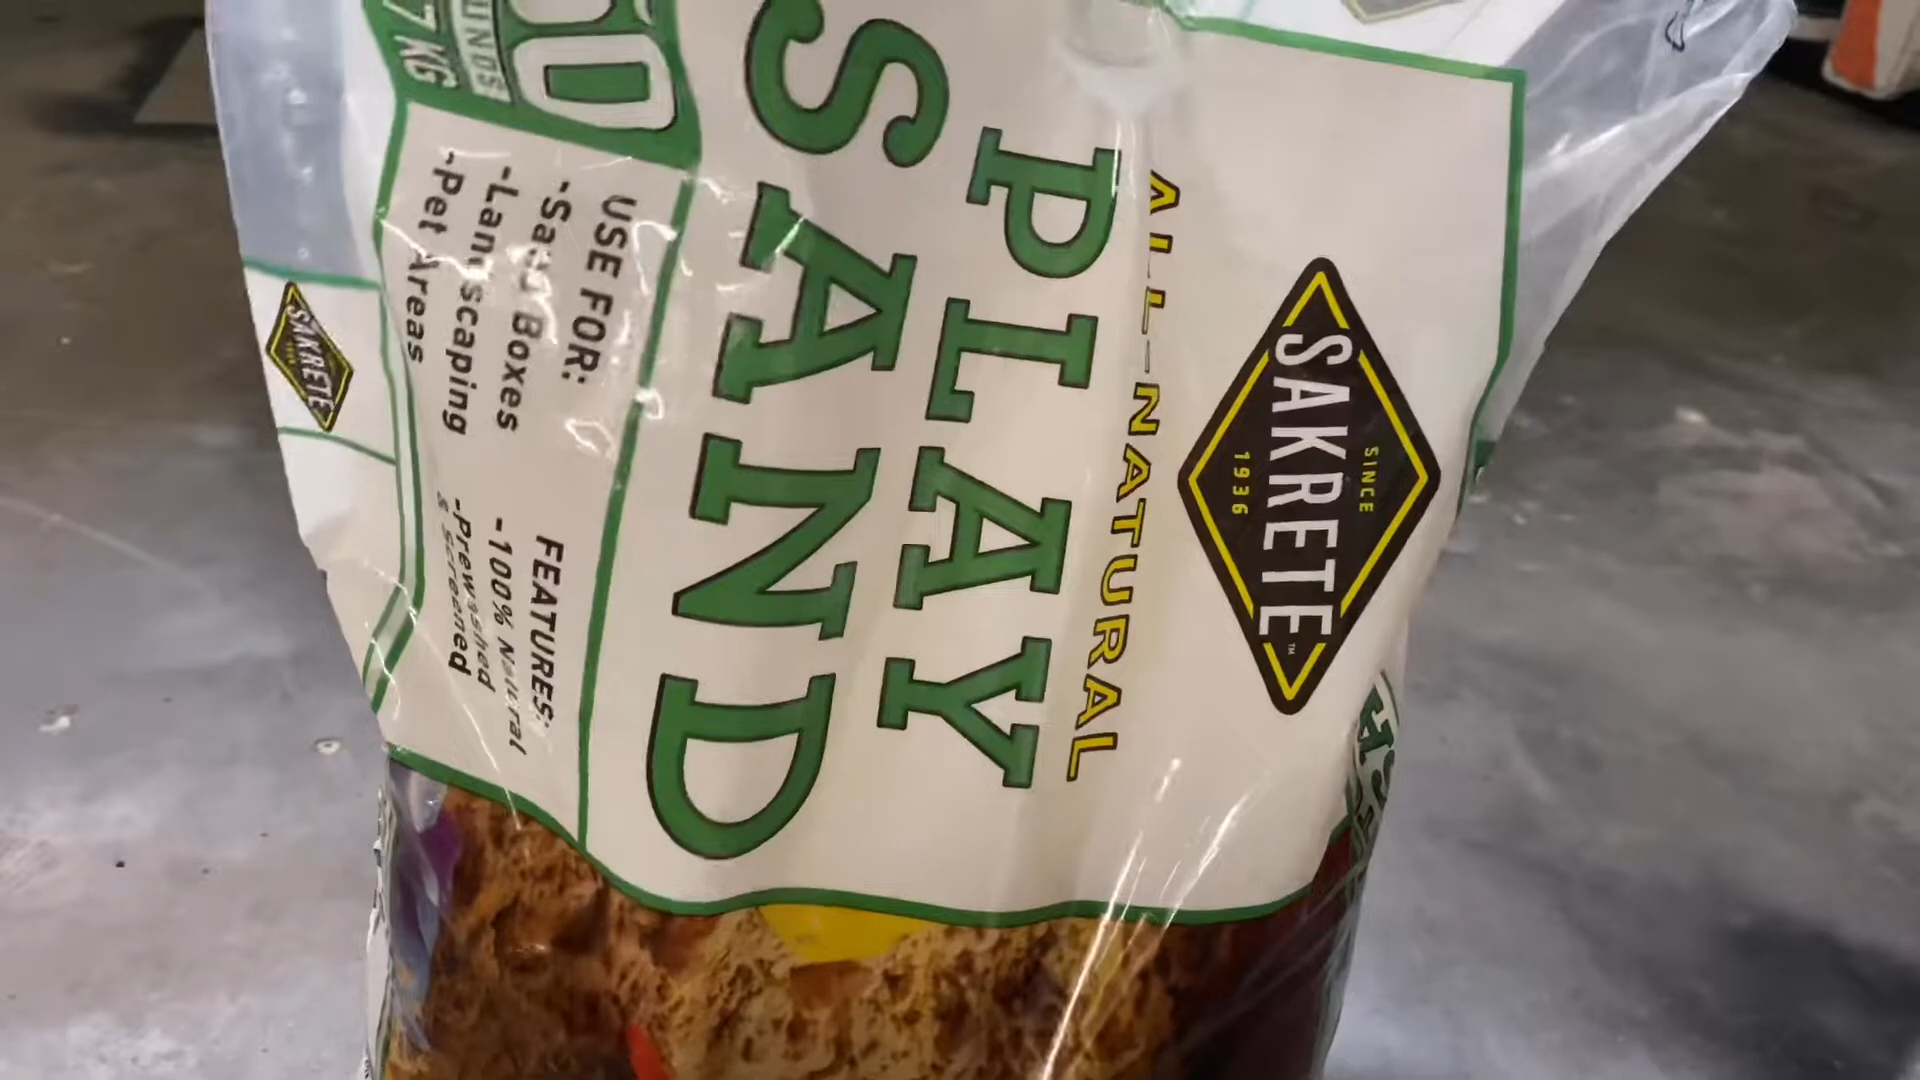 SINCE
SAKRETE™
1936
ALL-NATURAL
PLAY
SAND
USE FOR:
-Sand Boxes
-Landscaping
-Pet Areas
FEATURES:
-100% Natural
-Prewashed
& Screened
SAKRETE